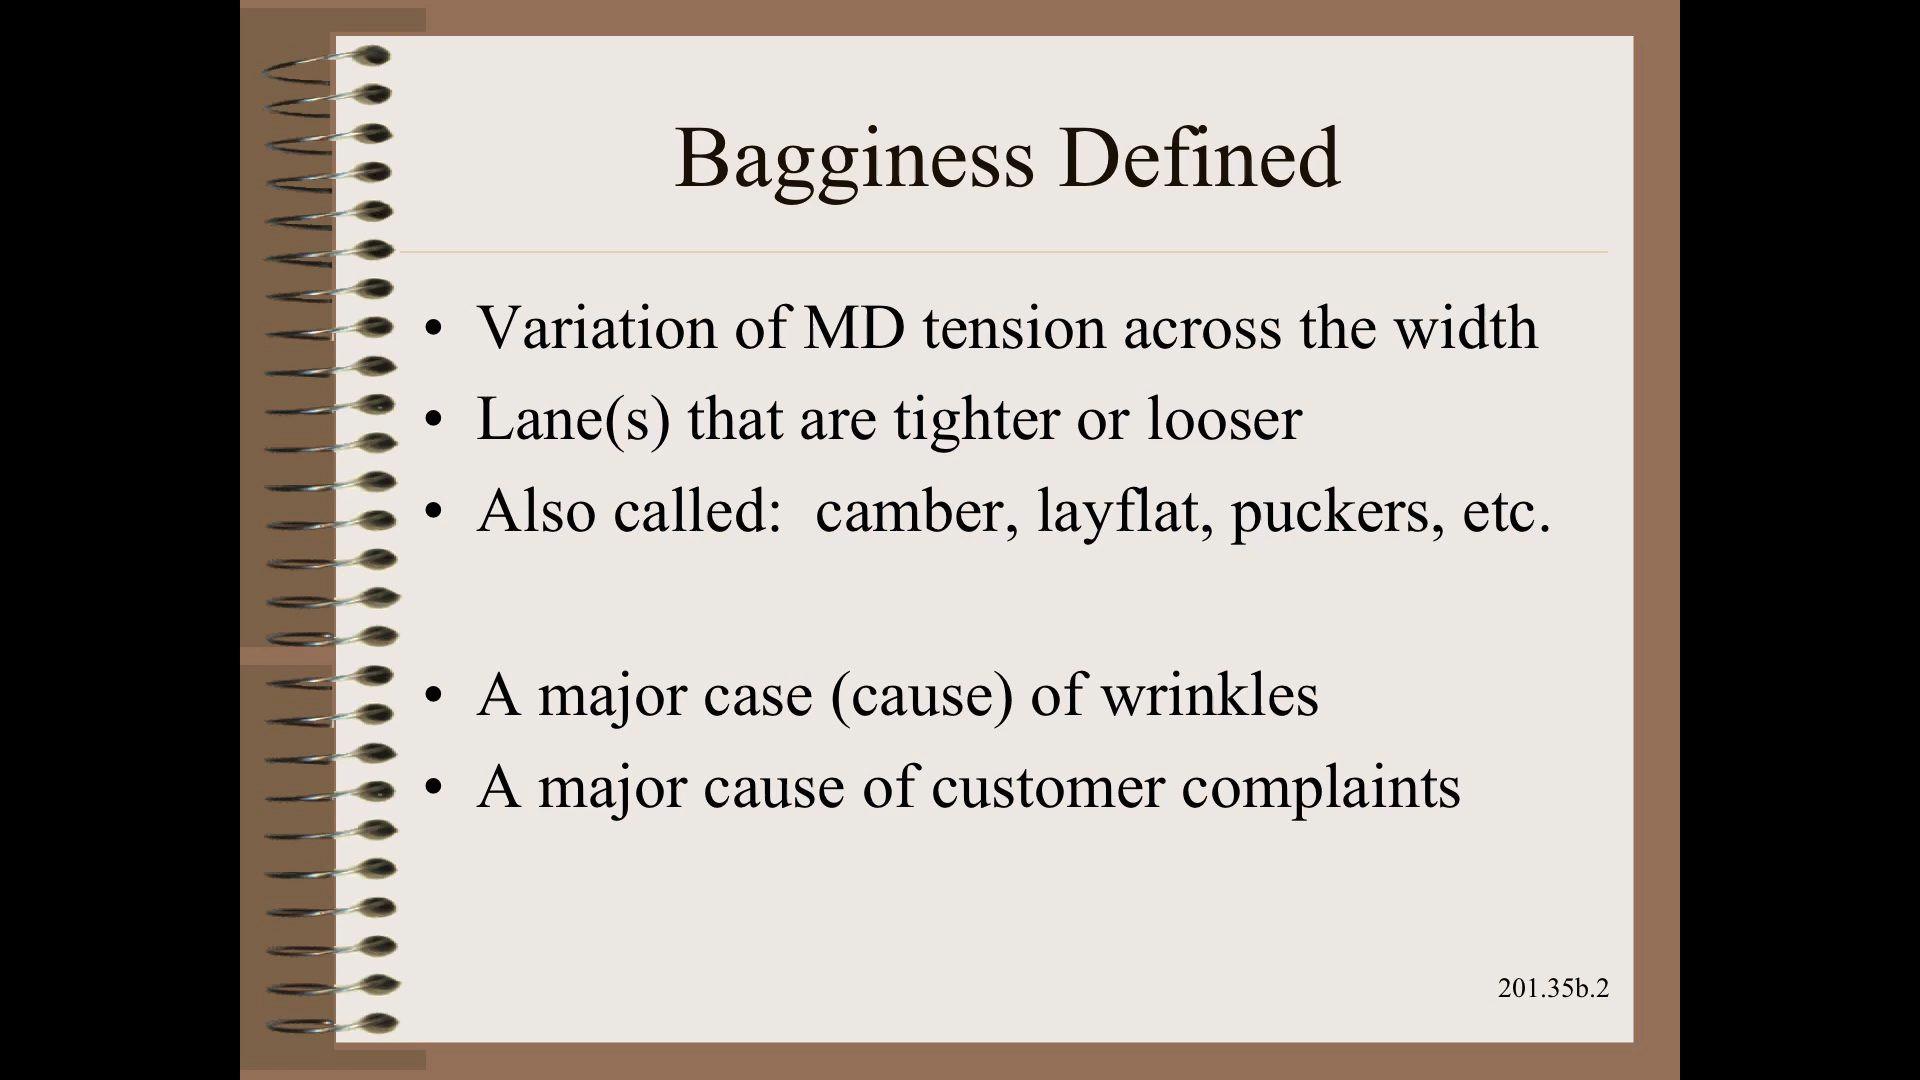 Bagginess Defined
• Variation of MD tension across the width
• Lane(s) that are tighter or looser
• Also called:  camber, layflat, puckers, etc.
• A major case (cause) of wrinkles
• A major cause of customer complaints
201.35b.2